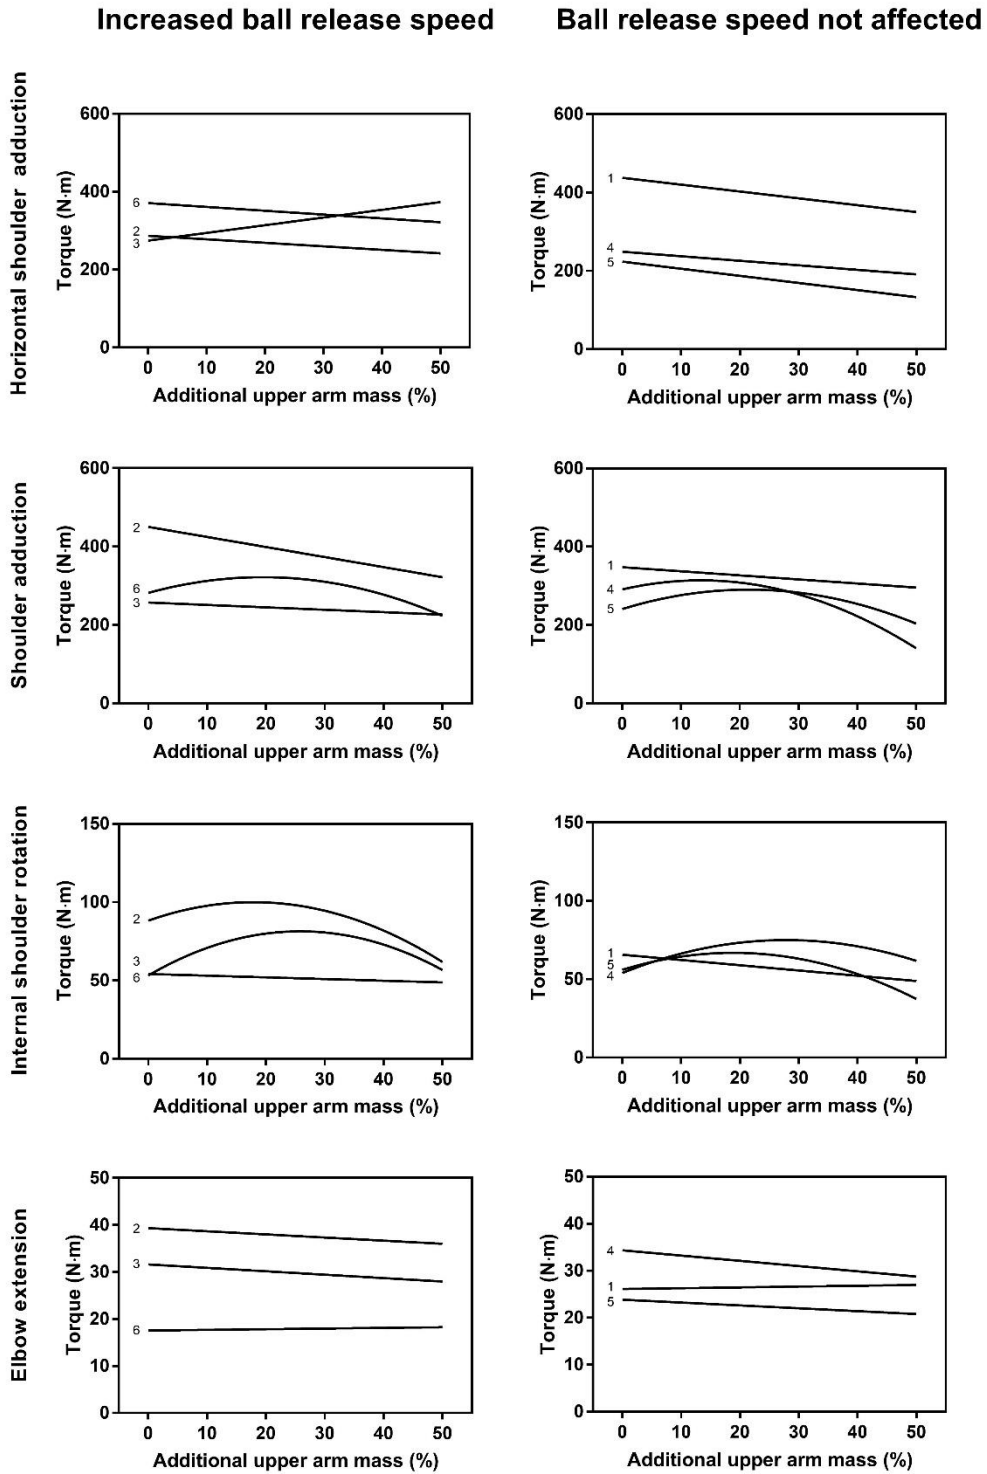 Increased ball release speed
Ball release speed not affected
Horizontal shoulder adduction
Torque (N·m)
600
400
200
0
6
2
3
0 10 20 30 40 50
Additional upper arm mass (%)
Torque (N·m)
600
400
200
0
1
4
5
0 10 20 30 40 50
Additional upper arm mass (%)
Shoulder adduction
Torque (N·m)
600
400
200
0
2
6
3
0 10 20 30 40 50
Additional upper arm mass (%)
Torque (N·m)
600
400
200
0
1
4
5
0 10 20 30 40 50
Additional upper arm mass (%)
Internal shoulder rotation
Torque (N·m)
150
100
50
0
2
3
6
0 10 20 30 40 50
Additional upper arm mass (%)
Torque (N·m)
150
100
50
0
1
5
4
0 10 20 30 40 50
Additional upper arm mass (%)
Elbow extension
Torque (N·m)
50
40
30
20
10
0
2
3
6
0 10 20 30 40 50
Additional upper arm mass (%)
Torque (N·m)
50
40
30
20
10
0
4
1
5
0 10 20 30 40 50
Additional upper arm mass (%)